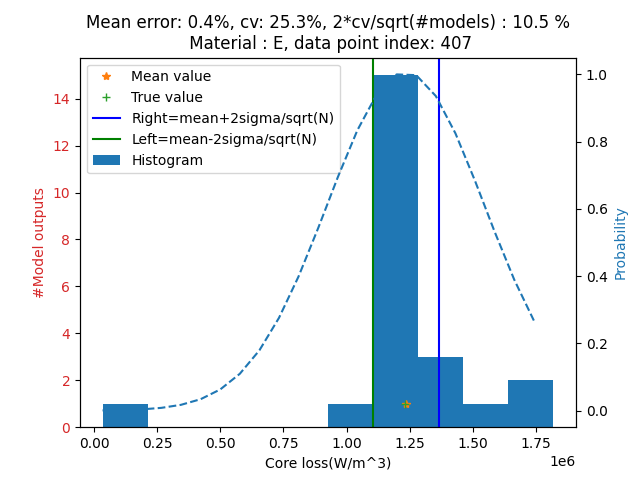 Mean error: 0.4%, cv: 25.3%, 2*cv/sqrt(#models) : 10.5 %
Material : E, data point index: 407
Mean value
True value
Right=mean+2sigma/sqrt(N)
Left=mean-2sigma/sqrt(N)
Histogram
#Model outputs
14
12
10
8
6
4
2
0
1.0
0.8
0.6
0.4
0.2
0.0
Probability
0.00 0.25 0.50 0.75 1.00 1.25 1.50 1.75
1e6
Core loss(W/m^3)